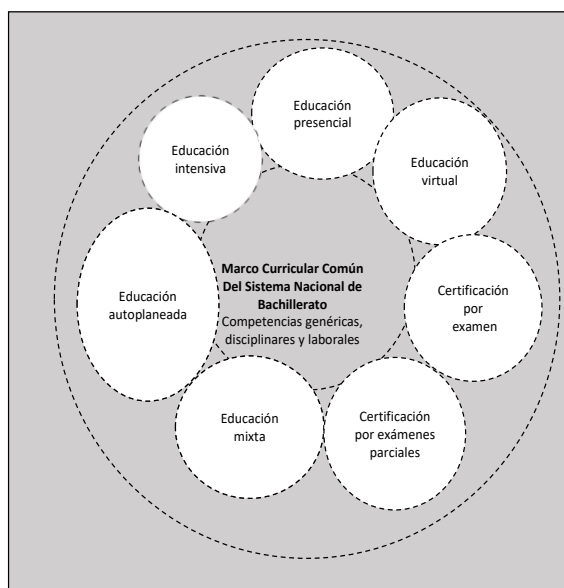 Educación
presencial
Educación
intensiva
Educación
virtual
Marco Curricular Común
Del Sistema Nacional de
Bachillerato
Competencias genéricas,
disciplinares y laborales
Educación
autoplaneada
Certificación
por
examen
Educación
mixta
Certificación
por exámenes
parciales